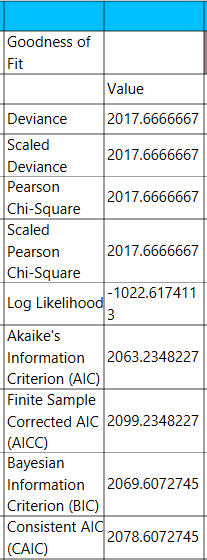 Goodness of
Fit
Value
Deviance 2017.6666667
Scaled
Deviance 2017.6666667
Pearson
Chi-Square 2017.6666667
Scaled
Pearson
Chi-Square 2017.6666667
Log Likelihood -1022.617411
3
Akaike's
Information
Criterion (AIC) 2063.2348227
Finite Sample
Corrected AIC
(AICC) 2099.2348227
Bayesian
Information
Criterion (BIC) 2069.6072745
Consistent AIC
(CAIC) 2078.6072745